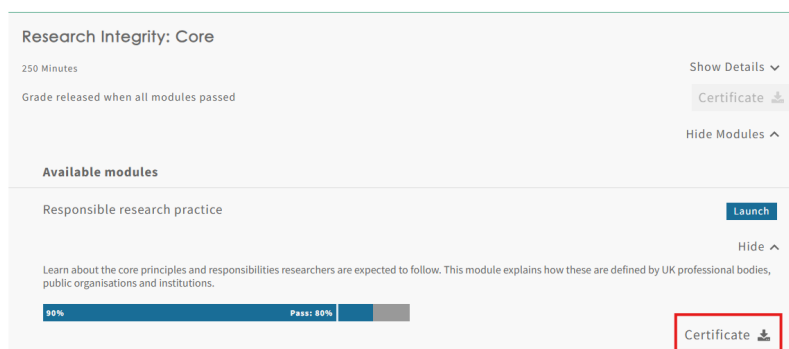 Research Integrity: Core
250 Minutes
Show Details
Grade released when all modules passed
Certificate
Hide Modules
Available modules
Responsible research practice
Launch
Hide
Learn about the core principles and responsibilities researchers are expected to follow. This module explains how these are defined by UK professional bodies,
public organisations and institutions.
90% Pass: 80%
Certificate